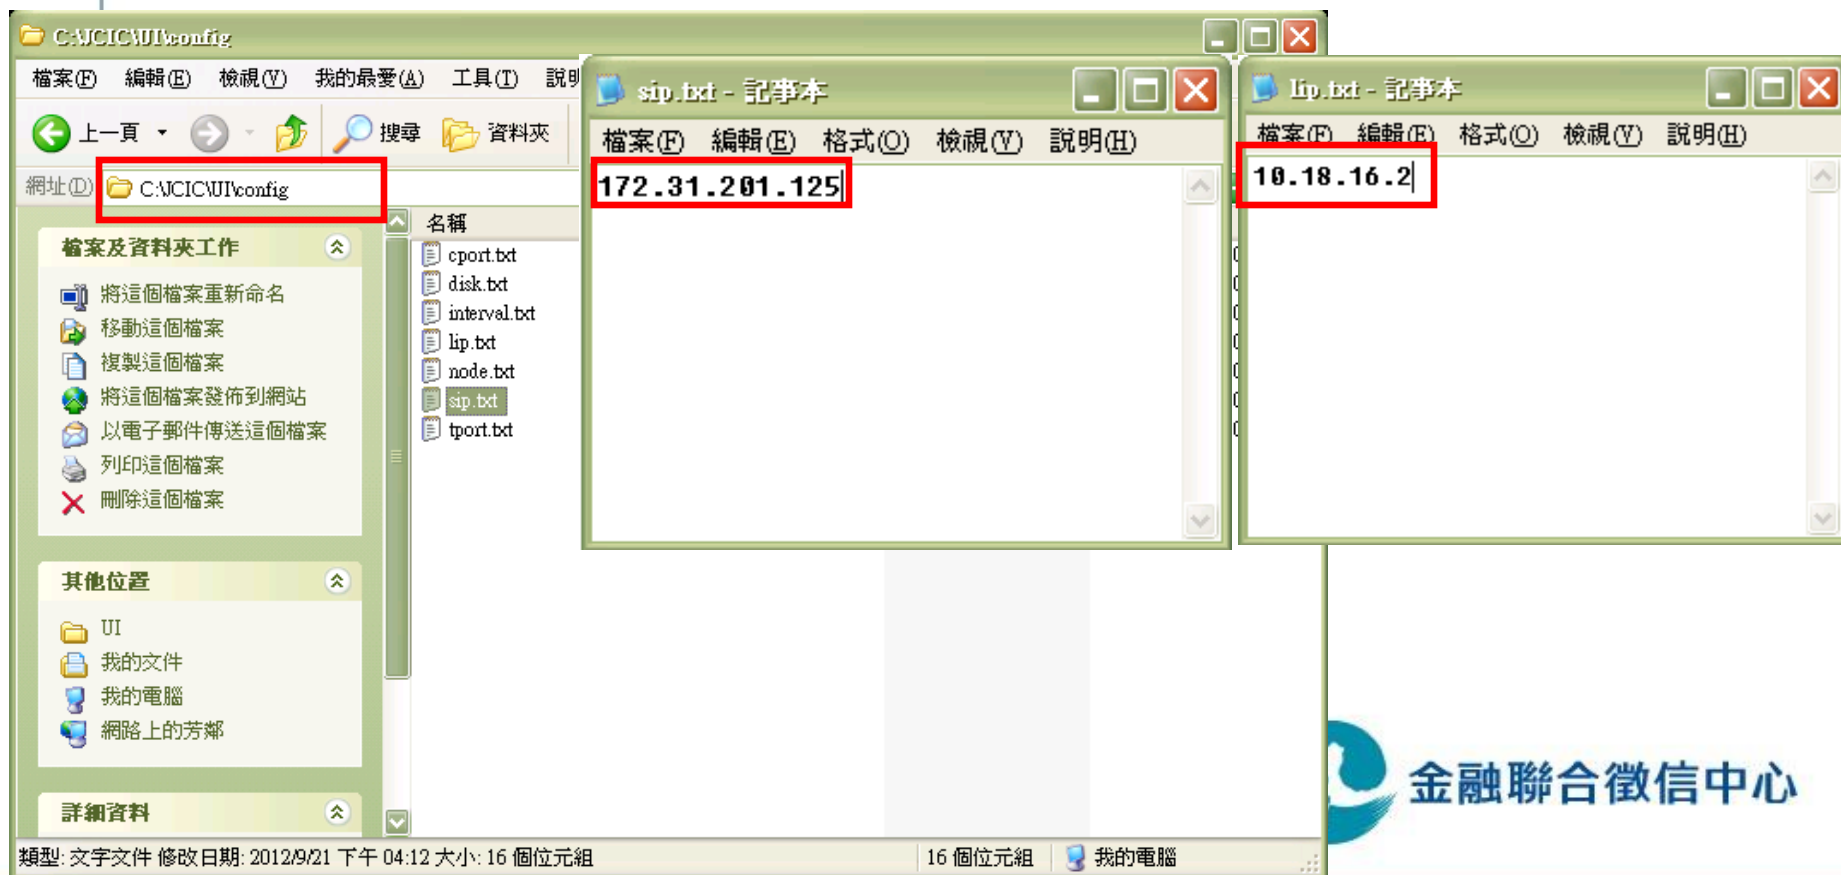 C:\JCIC\UI\config
檔案(F) 編輯(E) 檢視(V) 我的最愛(A) 工具(T)
上一頁 搜尋 資料夾
網址(D) C:\JCIC\UI\config
檔案及資料夾工作
將這個檔案重新命名
移動這個檔案
複製這個檔案
將這個檔案發佈到網站
以電子郵件傳送這個檔案
列印這個檔案
刪除這個檔案
其他位置
UI
我的文件
我的電腦
網路上的芳鄰
詳細資料
名稱
cport.txt
disk.txt
interval.txt
lip.txt
node.txt
sip.txt
tport.txt
sip.txt - 記事本
檔案(F) 編輯(E) 格式(O) 檢視(V) 說明(H)
172.31.201.125
lip.txt - 記事本
檔案(F) 編輯(E) 格式(O) 檢視(V) 說明(H)
10.18.16.2
金融聯合徵信中心
類型: 文字文件 修改日期: 2012/9/21 下午 04:12 大小: 16 個位元組 16 個位元組 我的電腦